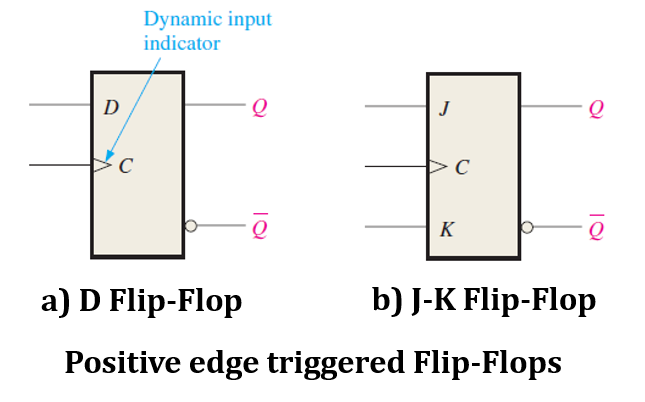 Dynamic input
indicator
D
C
Q
Q̅
J
C
K
Q
Q̅
a) D Flip-Flop
b) J-K Flip-Flop
Positive edge triggered Flip-Flops